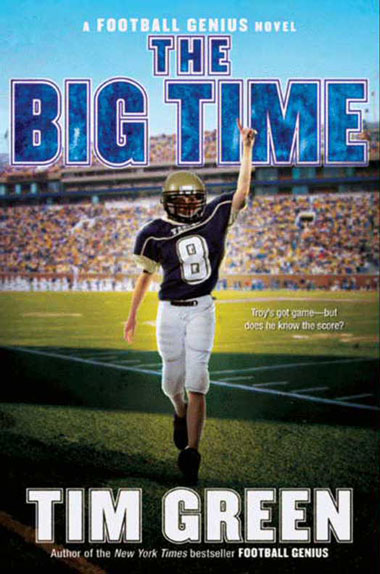 A FOOTBALL GENIUS NOVEL
THE
BIG TIME
8
Troy's got game—but
does he know the score?
TIM GREEN
Author of the New York Times bestseller FOOTBALL GENIUS